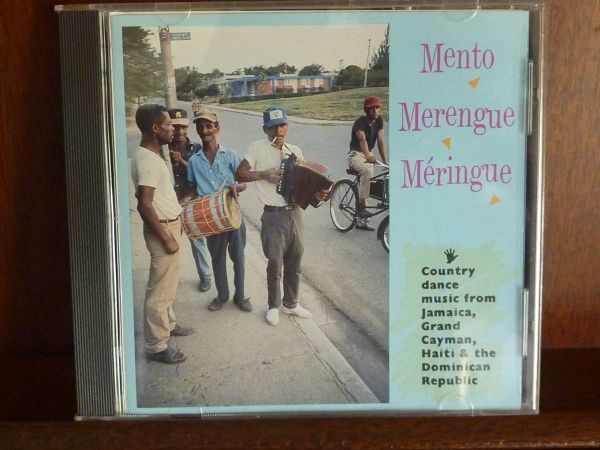 Mento
Merengue
Méringue
Country
dance
music from
Jamaica,
Grand
Cayman,
Haiti & the
Dominican
Republic